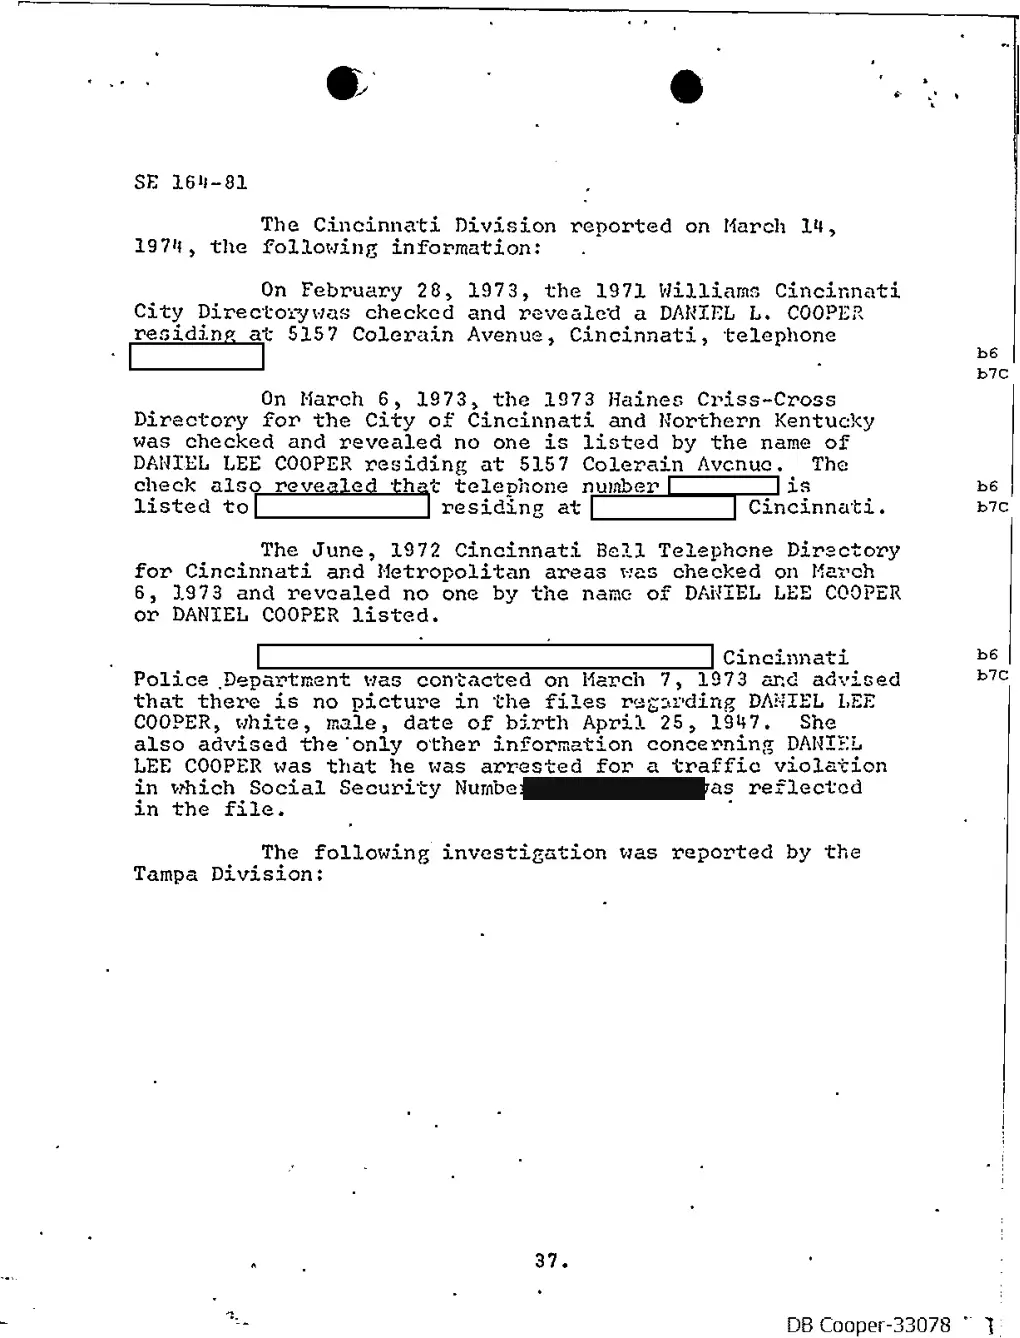 SE 164-81
The Cincinnati Division reported on March 14,
1974, the following information:
On February 28, 1973, the 1971 Williams Cincinnati
City Directory was checked and revealed a DANIEL L. COOPER
residing at 5157 Colerain Avenue, Cincinnati, telephone
b6
b7C
On March 6, 1973, the 1973 Haines Criss-Cross
Directory for the City of Cincinnati and Northern Kentucky
was checked and revealed no one is listed by the name of
DANIEL LEE COOPER residing at 5157 Colerain Avenue. The
check also revealed that telephone number is b6
listed to residing at Cincinnati. b7C
The June, 1972 Cincinnati Bell Telephone Directory
for Cincinnati and Metropolitan areas was checked on March
6, 1973 and revealed no one by the name of DANIEL LEE COOPER
or DANIEL COOPER listed.
Cincinnati b6
Police Department was contacted on March 7, 1973 and advised b7C
that there is no picture in the files regarding DANIEL LEE
COOPER, white, male, date of birth April 25, 1947. She
also advised the only other information concerning DANIEL
LEE COOPER was that he was arrested for a traffic violation
in which Social Security Number was reflected
in the file.
The following investigation was reported by the
Tampa Division:
37.
DB Cooper-33078